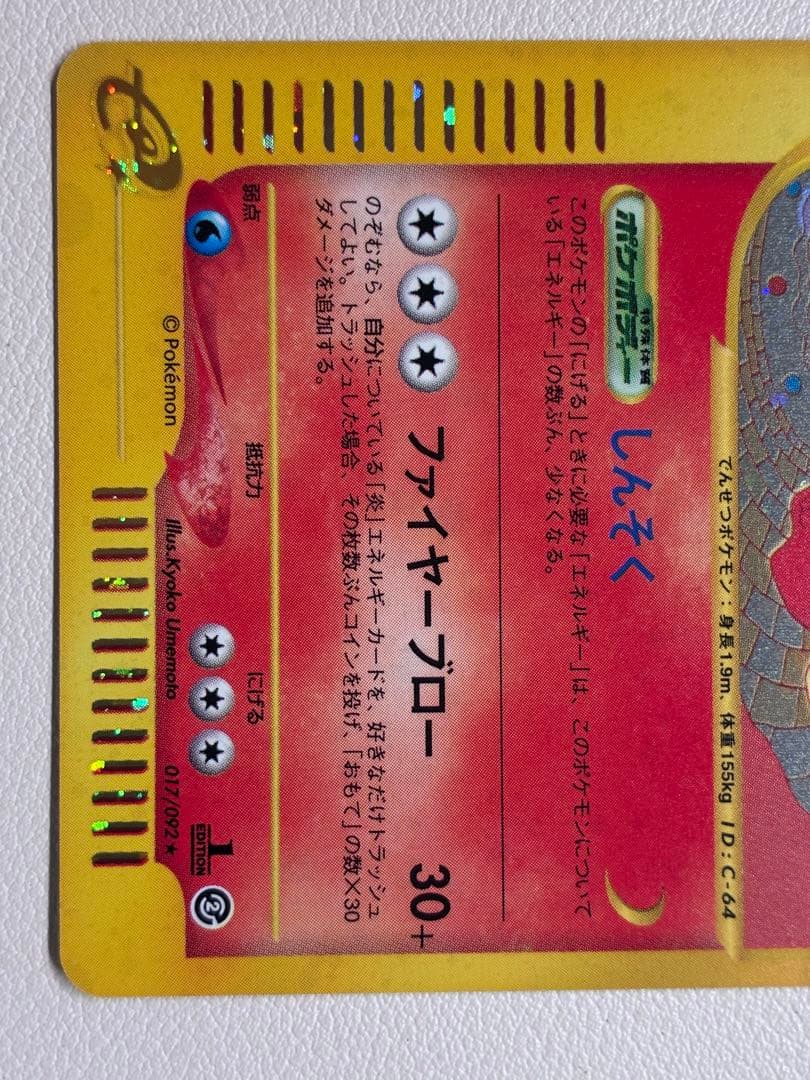 でんせつポケモン：身長1.9m、体重155kg ID：C-64
特殊体質
ポケボディー
しんそく
このポケモンの「にげる」ときに必要な「エネルギー」は、このポケモンについて
いる「エネルギー」の数ぶん、少なくなる。
ファイヤーブロー 30+
のぞむなら、自分についている「炎」エネルギーカードを、好きなだけトラッシュ
してよい。トラッシュした場合、その枚数ぶんコインを投げ、「おもて」の数×30
ダメージを追加する。
弱点 抵抗力 にげる
1 EDITION
© Pokémon Illus.Kyoko Umemoto 017/092★
e